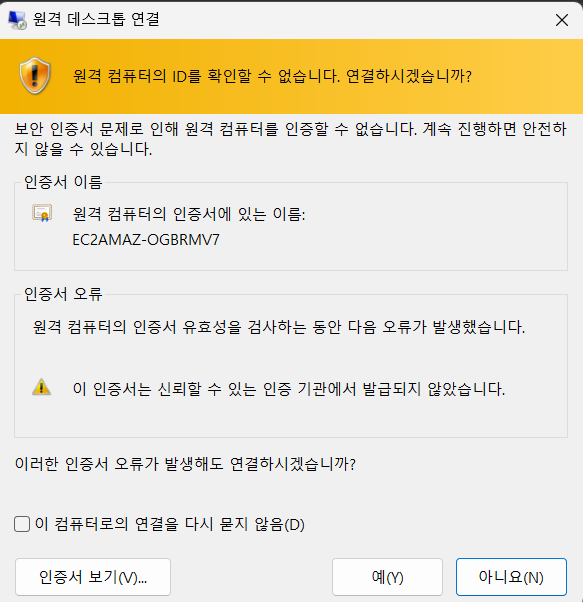 원격 데스크톱 연결
원격 컴퓨터의 ID를 확인할 수 없습니다. 연결하시겠습니까?
보안 인증서 문제로 인해 원격 컴퓨터를 인증할 수 없습니다. 계속 진행하면 안전하
지 않을 수 있습니다.
인증서 이름
원격 컴퓨터의 인증서에 있는 이름:
EC2AMAZ-OGBRMV7
인증서 오류
원격 컴퓨터의 인증서 유효성을 검사하는 동안 다음 오류가 발생했습니다.
이 인증서는 신뢰할 수 있는 인증 기관에서 발급되지 않았습니다.
이러한 인증서 오류가 발생해도 연결하시겠습니까?
이 컴퓨터로의 연결을 다시 묻지 않음(D)
인증서 보기(V)...
예(Y)
아니요(N)